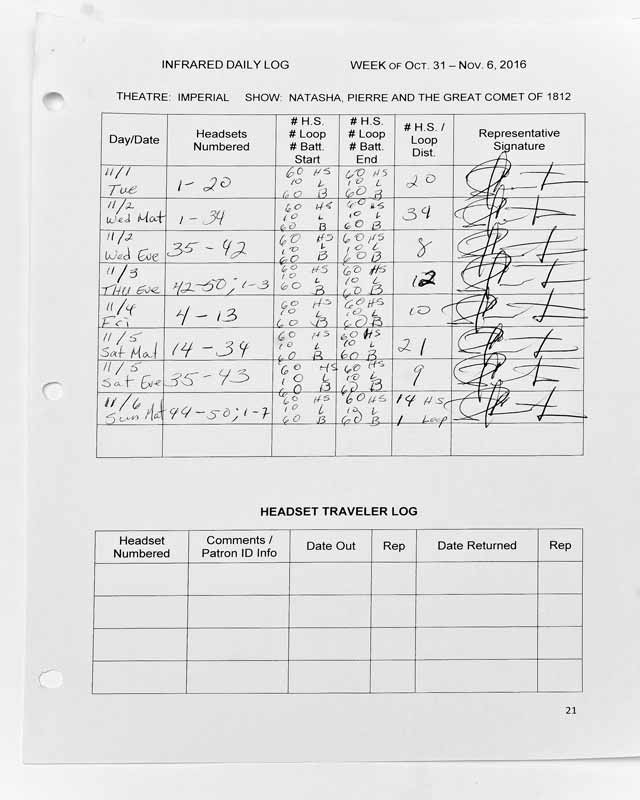 INFRARED DAILY LOG WEEK OF OCT. 31 – NOV. 6, 2016
THEATRE: IMPERIAL SHOW: NATASHA, PIERRE AND THE GREAT COMET OF 1812
Day/Date Headsets Numbered # H.S. # Loop # Batt. Start # H.S. # Loop # Batt. End # H.S. / Loop Dist. Representative Signature
11/1 Tue 1- 20 60 HS 10 L 60 B 60 HS 10 L 60 B 20
11/2 Wed Mat 1-34 60 HS 10 L 60 B 60 HS 10 L 60 B 34
11/2 Wed Eve 35-42 60 HS 10 L 60 B 60 HS 10 L 60 B 8
11/3 THU Eve 42-50; 1-3 60 HS 10 L 60 B 60 HS 10 L 60 B 12
11/4 Fri 4-13 60 HS 10 L 60 B 60 HS 10 L 60 B 10
11/5 Sat Mat 14-34 60 HS 10 L 60 B 60 HS 10 L 60 B 21
11/5 Sat Eve 35-43 60 HS 10 L 60 B 60 HS 10 L 60 B 9
11/6 Sun Mat 44-50; 1-7 60 HS 10 L 60 B 60 HS 10 L 60 B 14 HS 1 Loop
HEADSET TRAVELER LOG
Headset Numbered Comments / Patron ID Info Date Out Rep Date Returned Rep
21